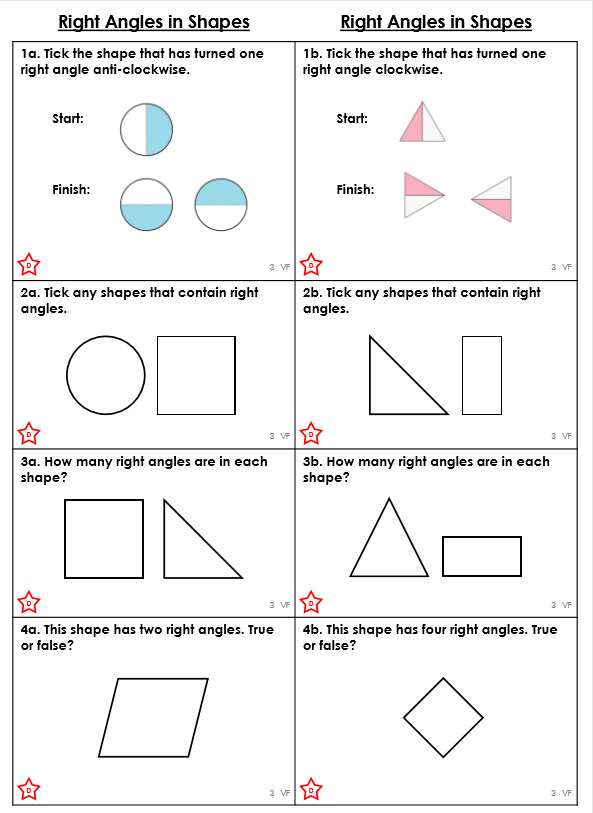 Right Angles in Shapes
Right Angles in Shapes
1a. Tick the shape that has turned one
right angle anti-clockwise.
Start:
Finish:
D
3 VF
1b. Tick the shape that has turned one
right angle clockwise.
Start:
Finish:
D
3 VF
2a. Tick any shapes that contain right
angles.
D
3 VF
2b. Tick any shapes that contain right
angles.
D
3 VF
3a. How many right angles are in each
shape?
D
3 VF
3b. How many right angles are in each
shape?
D
3 VF
4a. This shape has two right angles. True
or false?
D
3 VF
4b. This shape has four right angles. True
or false?
D
3 VF